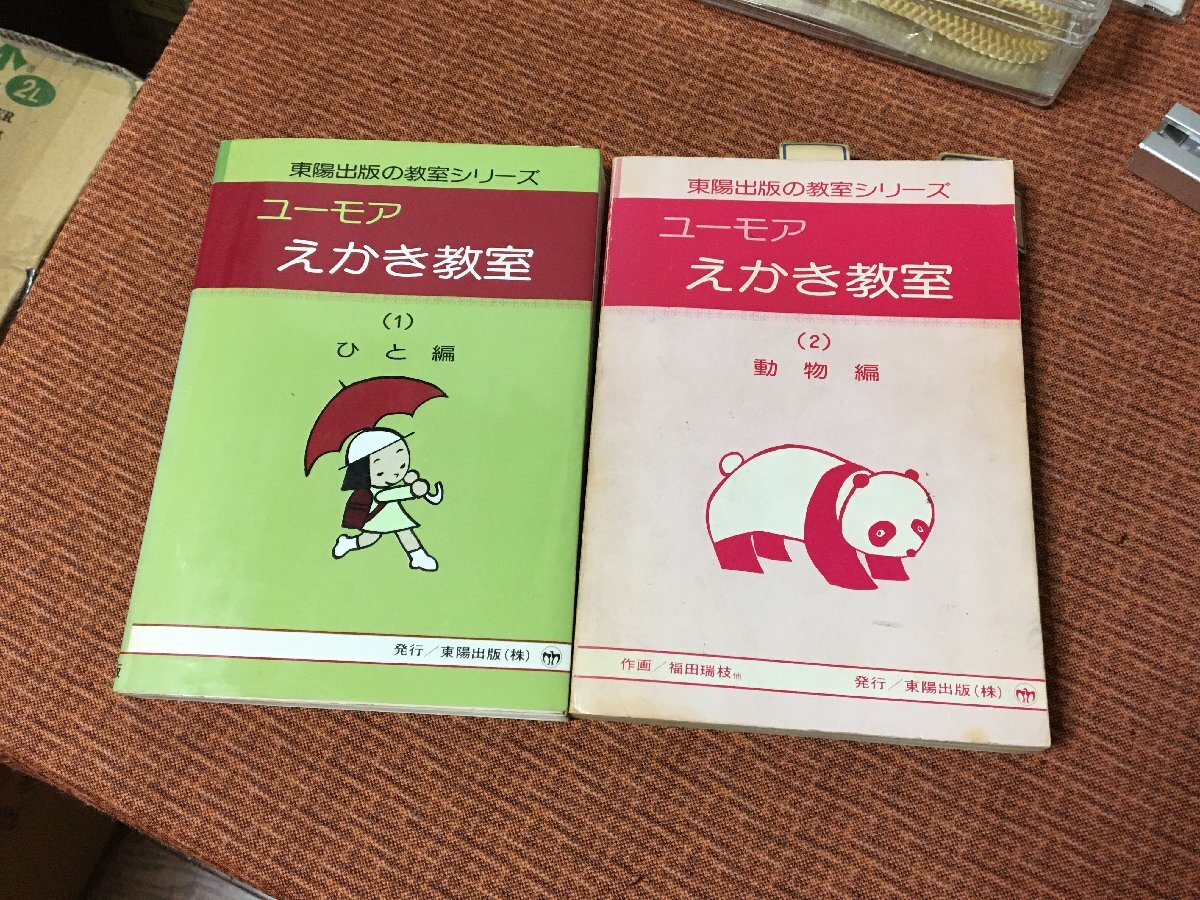 2L
東陽出版の教室シリーズ
ユーモア
えかき教室
(1)
ひと編
発行/東陽出版(株)
版
東陽出版の教室シリーズ
ユーモア
えかき教室
(2)
動物編
作画/福田瑞枝他
発行/東陽出版(株)